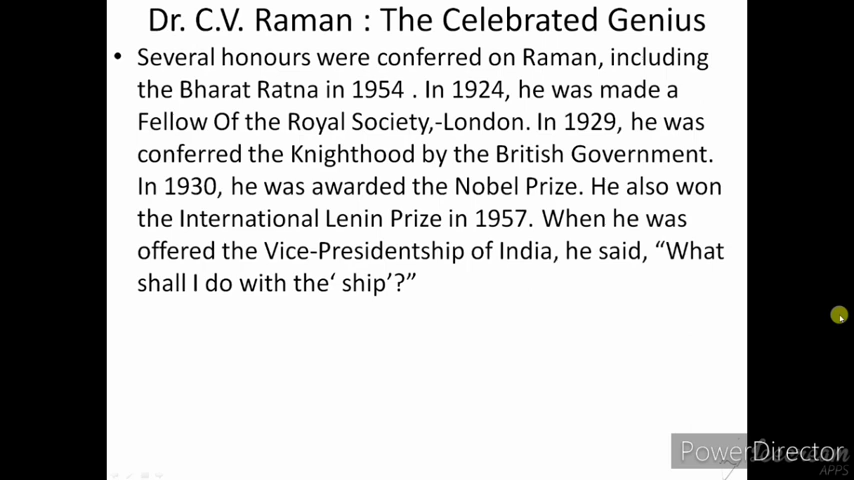 Dr. C.V. Raman : The Celebrated Genius
• Several honours were conferred on Raman, including
the Bharat Ratna in 1954 . In 1924, he was made a
Fellow Of the Royal Society,-London. In 1929, he was
conferred the Knighthood by the British Government.
In 1930, he was awarded the Nobel Prize. He also won
the International Lenin Prize in 1957. When he was
offered the Vice-Presidentship of India, he said, “What
shall I do with the‘ ship’?”
PowerDirector
APPS